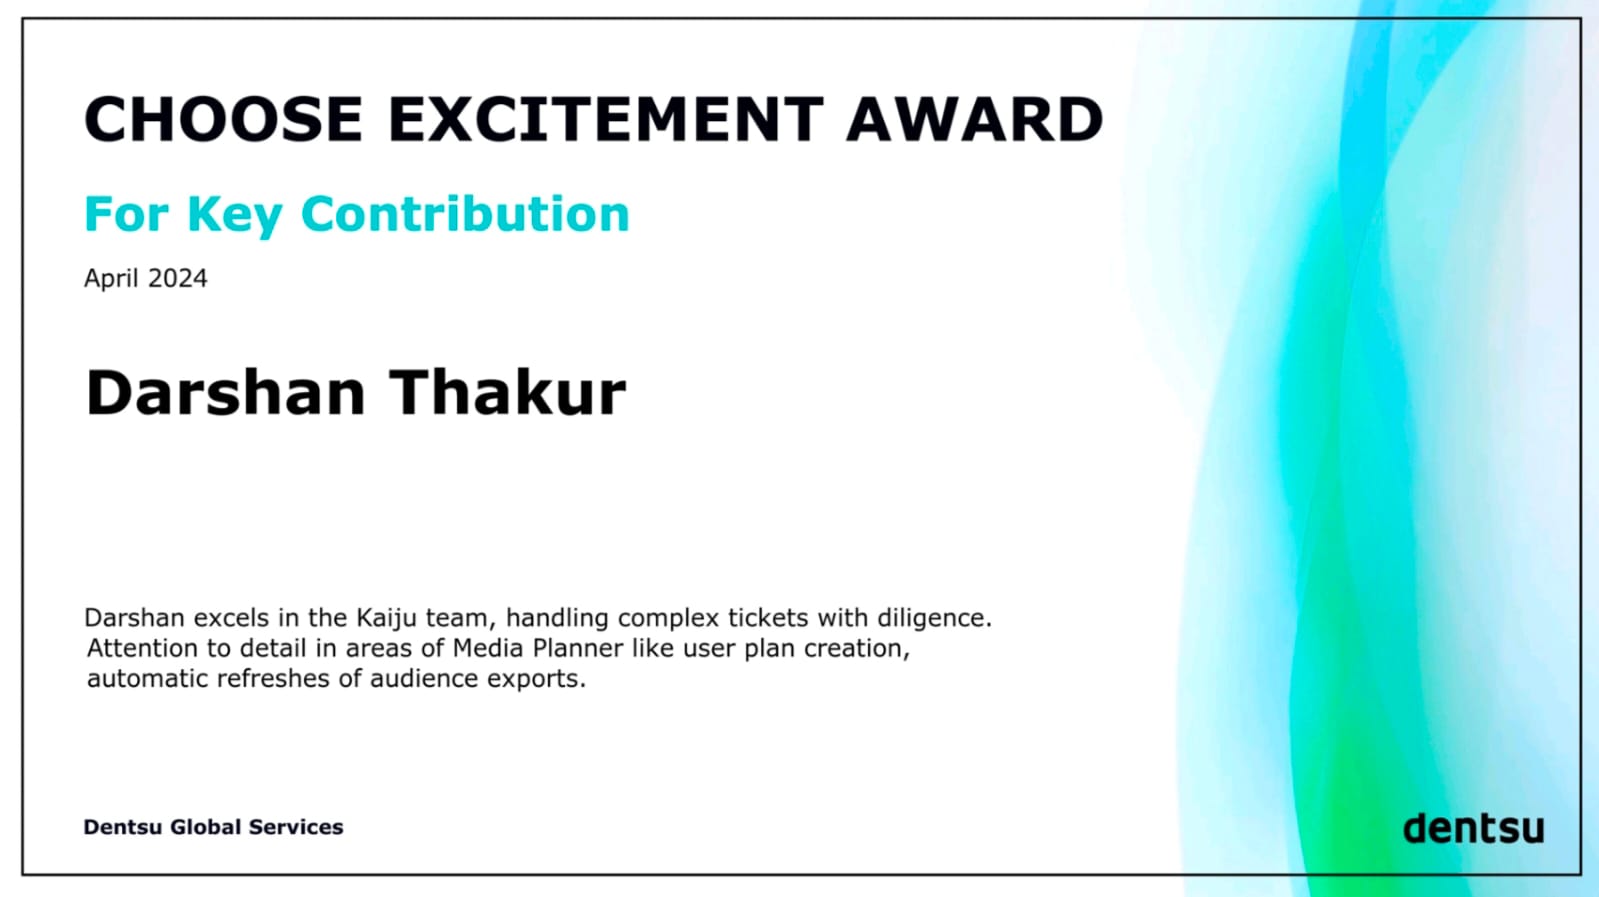 CHOOSE EXCITEMENT AWARD
For Key Contribution
April 2024
Darshan Thakur
Darshan excels in the Kaiju team, handling complex tickets with diligence.
Attention to detail in areas of Media Planner like user plan creation,
automatic refreshes of audience exports.
Dentsu Global Services
dentsu